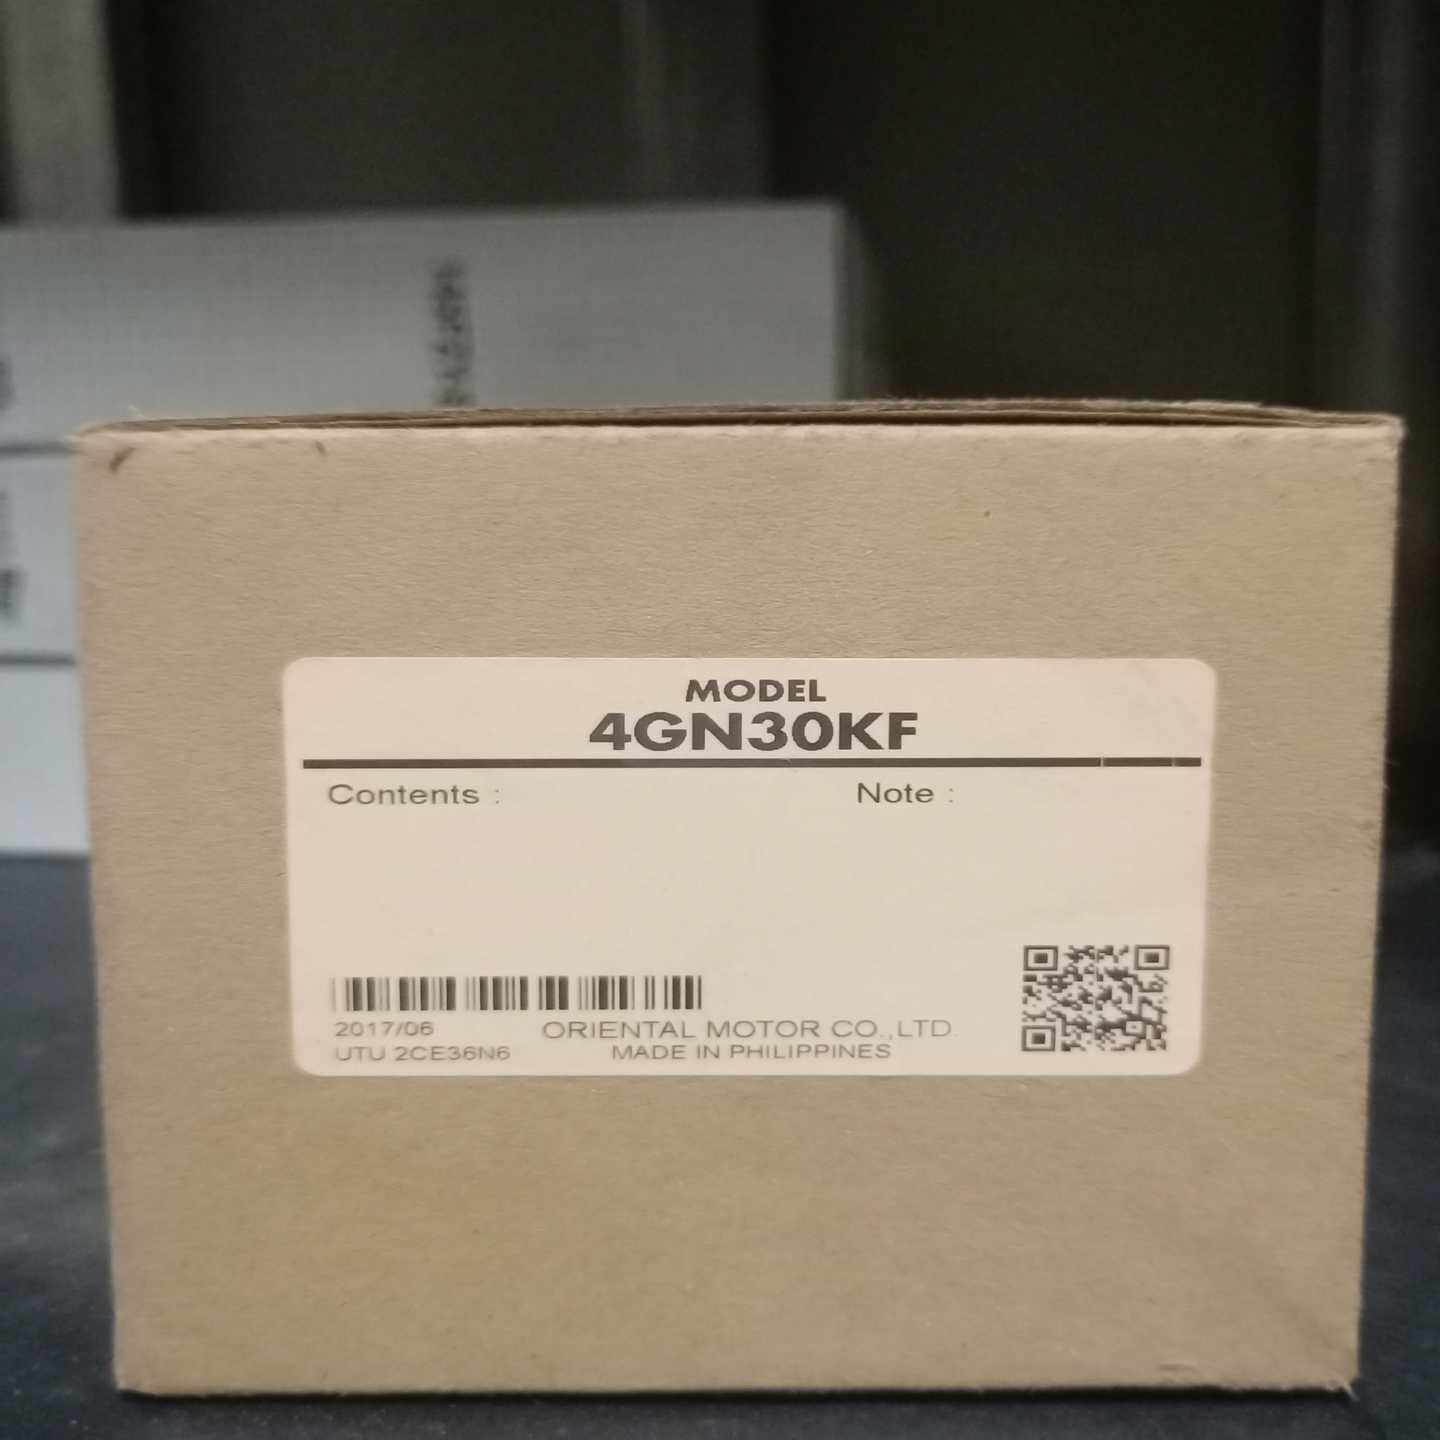 MODEL
4GN30KF
Contents :
Note :
2017/06
ORIENTAL MOTOR CO.,LTD
UTU 2CE36N6
MADE IN PHILIPPINES